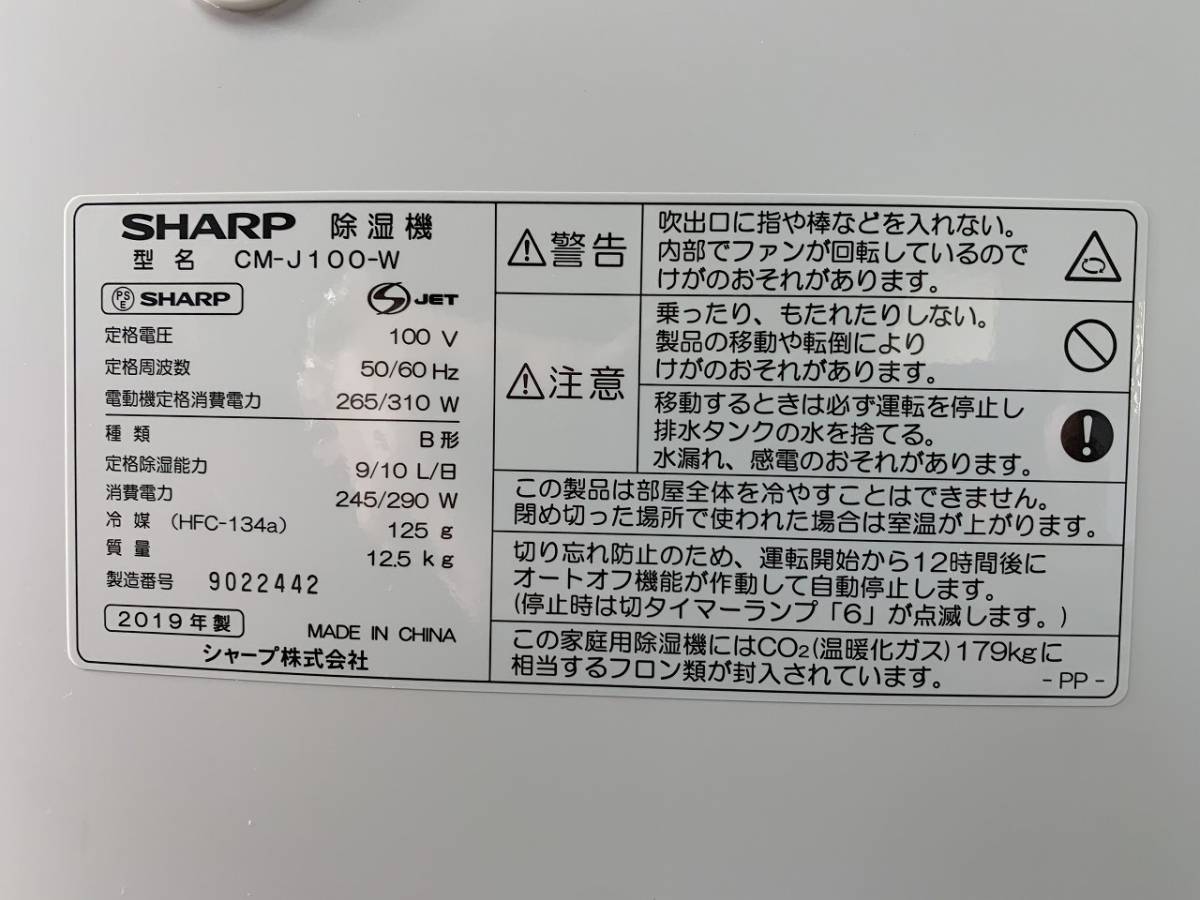 SHARP 除湿機
型名 CM-J100-W
PSE SHARP S JET
定格電圧 100 V
定格周波数 50/60 Hz
電動機定格消費電力 265/310 W
種類 B形
定格除湿能力 9/10 L/日
消費電力 245/290 W
冷媒 (HFC-134a) 125 g
質量 12.5 kg
製造番号 9022442
2019年製
MADE IN CHINA
シャープ株式会社
警告
吹出口に指や棒などを入れない。
内部でファンが回転しているので
けがのおそれがあります。
注意
乗ったり、もたれたりしない。
製品の移動や転倒により
けがのおそれがあります。
移動するときは必ず運転を停止し
排水タンクの水を捨てる。
水漏れ、感電のおそれがあります。
この製品は部屋全体を冷やすことはできません。
閉め切った場所で使われた場合は室温が上がります。
切り忘れ防止のため、運転開始から12時間後に
オートオフ機能が作動して自動停止します。
(停止時は切タイマーランプ「6」が点滅します。)
この家庭用除湿機にはCO₂(温暖化ガス)179kgに
相当するフロン類が封入されています。
- PP -